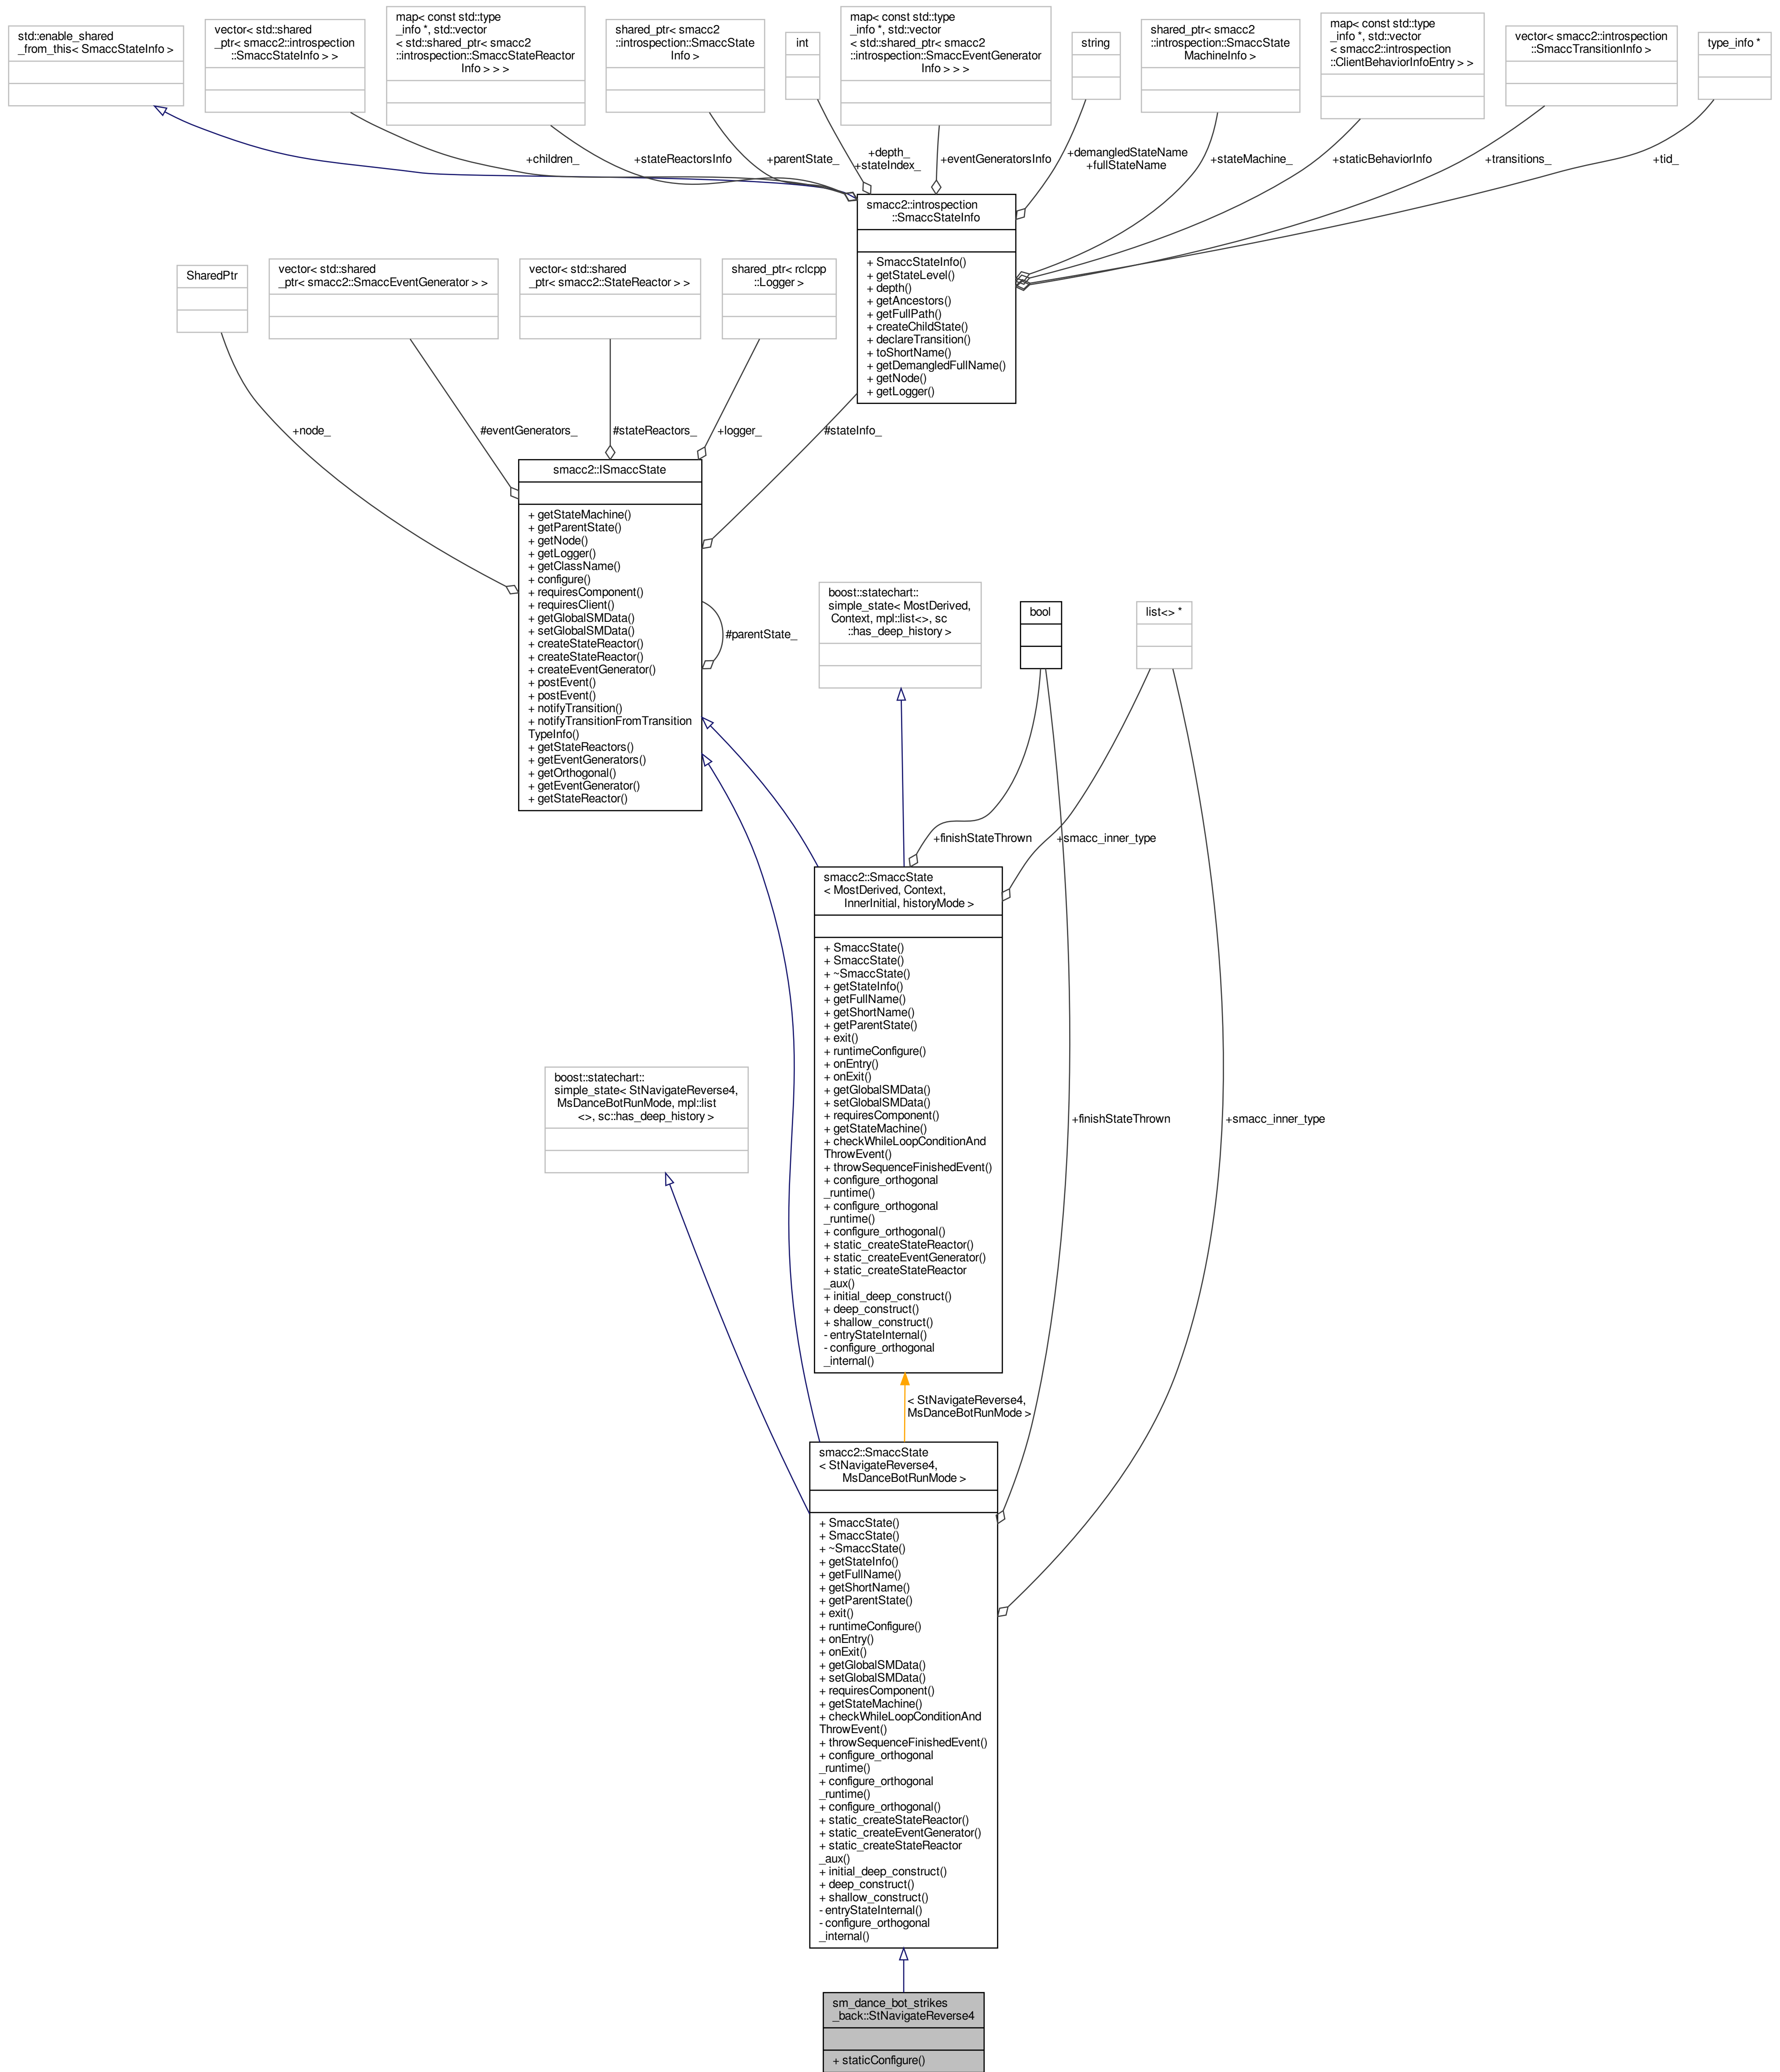 std::enable_shared
_from_this< SmaccStateInfo >
vector< std::shared
_ptr< smacc2::introspection
::SmaccStateInfo > >
map< const std::type
_info *, std::vector
< std::shared_ptr< smacc2
::introspection::SmaccStateReactor
Info > > >
shared_ptr< smacc2
::introspection::SmaccState
Info >
int
map< const std::type
_info *, std::vector
< std::shared_ptr< smacc2
::introspection::SmaccEventGenerator
Info > > >
string
shared_ptr< smacc2
::introspection::SmaccState
MachineInfo >
map< const std::type
_info *, std::vector
< smacc2::introspection
::ClientBehaviorInfoEntry > >
vector< smacc2::introspection
::SmaccTransitionInfo >
type_info *
+children_
+stateReactorsInfo
+parentState_
+depth_
+stateIndex_
+eventGeneratorsInfo
+demangledStateName
+fullStateName
+stateMachine_
+staticBehaviorInfo
+transitions_
+tid_
smacc2::introspection
::SmaccStateInfo
+ SmaccStateInfo()
+ getStateLevel()
+ depth()
+ getAncestors()
+ getFullPath()
+ createChildState()
+ declareTransition()
+ toShortName()
+ getDemangledFullName()
+ getNode()
+ getLogger()
SharedPtr
vector< std::shared
_ptr< smacc2::SmaccEventGenerator > >
vector< std::shared
_ptr< smacc2::StateReactor > >
shared_ptr< rclcpp
::Logger >
+node_
#eventGenerators_
#stateReactors_
+logger_
#stateInfo_
smacc2::ISmaccState
+ getStateMachine()
+ getParentState()
+ getNode()
+ getLogger()
+ getClassName()
+ configure()
+ requiresComponent()
+ requiresClient()
+ getGlobalSMData()
+ setGlobalSMData()
+ createStateReactor()
+ createStateReactor()
+ createEventGenerator()
+ postEvent()
+ postEvent()
+ notifyTransition()
+ notifyTransitionFromTransition
TypeInfo()
+ getStateReactors()
+ getEventGenerators()
+ getOrthogonal()
+ getEventGenerator()
+ getStateReactor()
#parentState_
boost::statechart::
simple_state< MostDerived,
Context, mpl::list<>, sc
::has_deep_history >
bool
list<> *
+finishStateThrown
+smacc_inner_type
smacc2::SmaccState
< MostDerived, Context,
InnerInitial, historyMode >
+ SmaccState()
+ SmaccState()
+ ~SmaccState()
+ getStateInfo()
+ getFullName()
+ getShortName()
+ getParentState()
+ exit()
+ runtimeConfigure()
+ onEntry()
+ onExit()
+ getGlobalSMData()
+ setGlobalSMData()
+ requiresComponent()
+ getStateMachine()
+ checkWhileLoopConditionAnd
ThrowEvent()
+ throwSequenceFinishedEvent()
+ configure_orthogonal
_runtime()
+ configure_orthogonal
_runtime()
+ configure_orthogonal()
+ static_createStateReactor()
+ static_createEventGenerator()
+ static_createStateReactor
_aux()
+ initial_deep_construct()
+ deep_construct()
+ shallow_construct()
- entryStateInternal()
- configure_orthogonal
_internal()
boost::statechart::
simple_state< StNavigateReverse4,
MsDanceBotRunMode, mpl::list
<>, sc::has_deep_history >
+finishStateThrown
+smacc_inner_type
< StNavigateReverse4,
MsDanceBotRunMode >
smacc2::SmaccState
< StNavigateReverse4,
MsDanceBotRunMode >
+ SmaccState()
+ SmaccState()
+ ~SmaccState()
+ getStateInfo()
+ getFullName()
+ getShortName()
+ getParentState()
+ exit()
+ runtimeConfigure()
+ onEntry()
+ onExit()
+ getGlobalSMData()
+ setGlobalSMData()
+ requiresComponent()
+ getStateMachine()
+ checkWhileLoopConditionAnd
ThrowEvent()
+ throwSequenceFinishedEvent()
+ configure_orthogonal
_runtime()
+ configure_orthogonal
_runtime()
+ configure_orthogonal()
+ static_createStateReactor()
+ static_createEventGenerator()
+ static_createStateReactor
_aux()
+ initial_deep_construct()
+ deep_construct()
+ shallow_construct()
- entryStateInternal()
- configure_orthogonal
_internal()
sm_dance_bot_strikes
_back::StNavigateReverse4
+ staticConfigure()